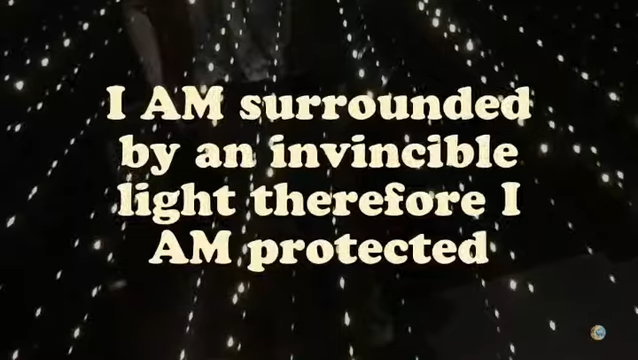 I AM surrounded
by an invincible
light therefore I
AM protected